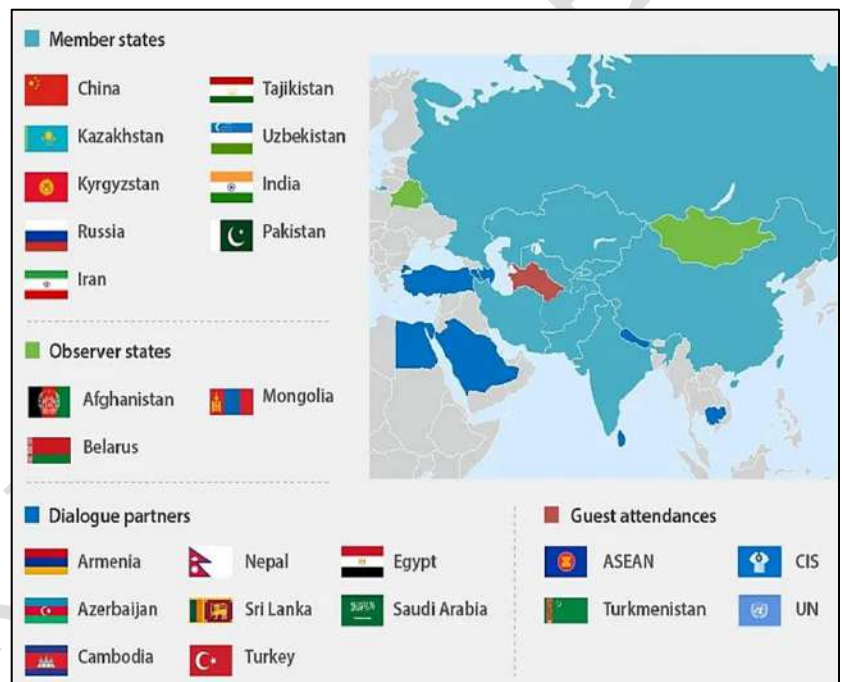 Member states
China Tajikistan
Kazakhstan Uzbekistan
Kyrgyzstan India
Russia Pakistan
Iran
Observer states
Afghanistan Mongolia
Belarus
Dialogue partners
Armenia Nepal Egypt
Azerbaijan Sri Lanka Saudi Arabia
Cambodia Turkey
Guest attendances
ASEAN CIS
Turkmenistan UN